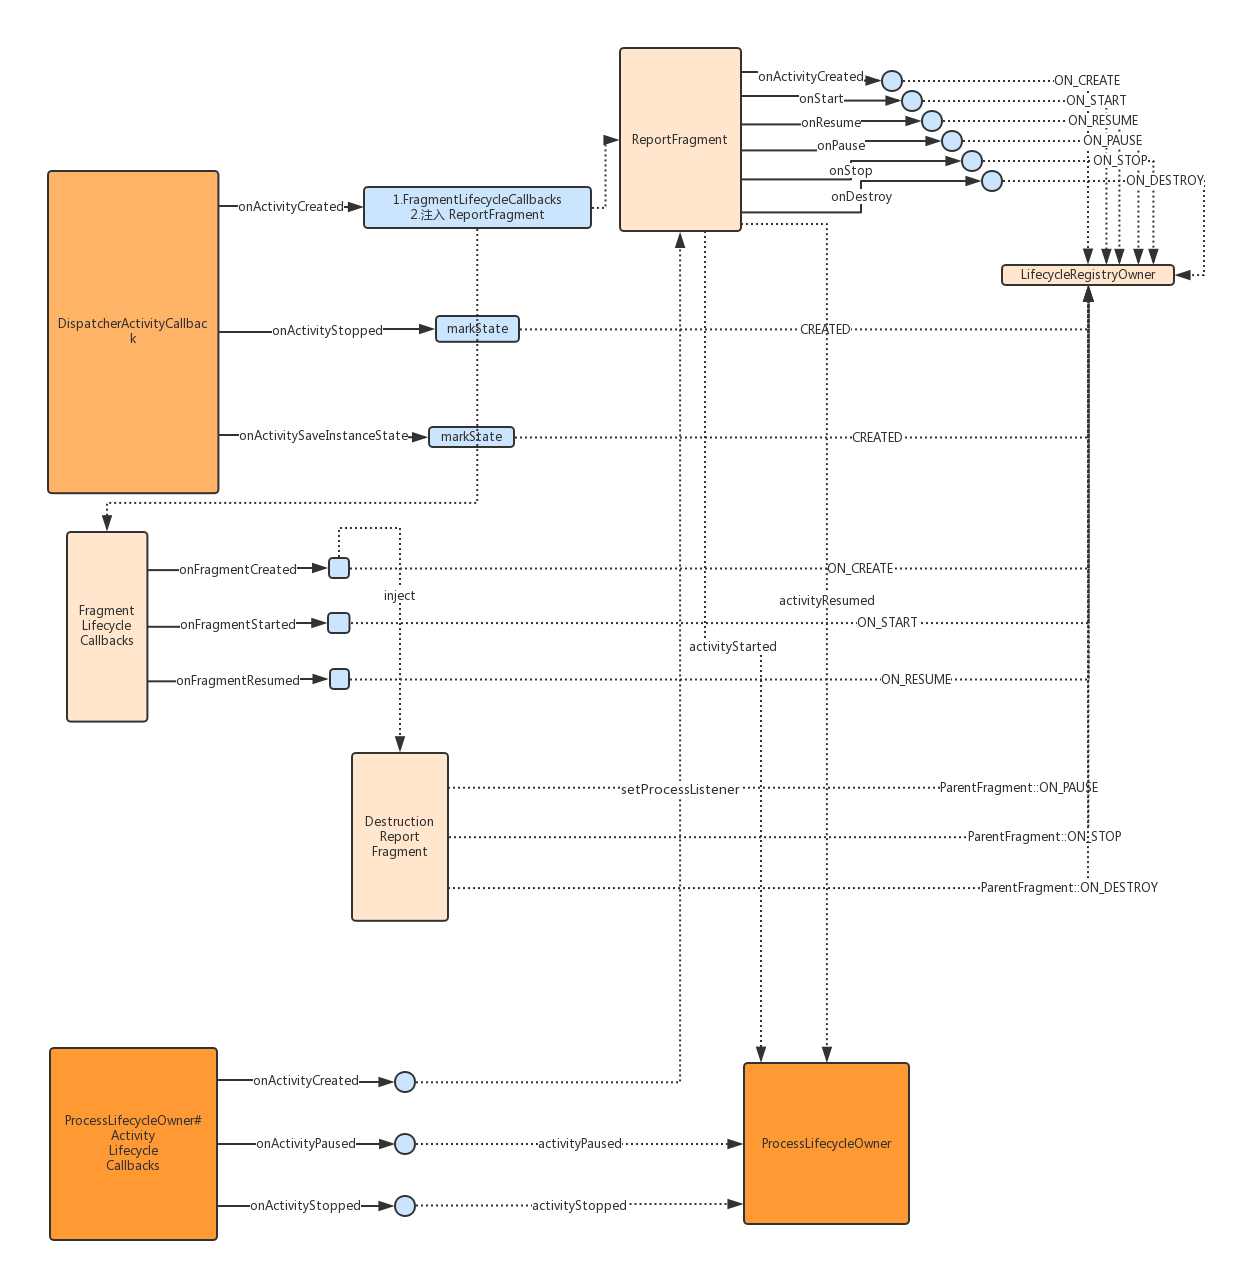 ReportFragment
onActivityCreated
ON_CREATE
onStart
ON_START
onResume
ON_RESUME
onPause
ON_PAUSE
onStop
ON_STOP
onDestroy
ON_DESTROY
LifecycleRegistryOwner
DispatcherActivityCallbac
k
onActivityCreated
1.FragmentLifecycleCallbacks
2.注入 ReportFragment
onActivityStopped
markState
CREATED
onActivitySaveInstanceState
markState
CREATED
Fragment
Lifecycle
Callbacks
onFragmentCreated
ON_CREATE
inject
activityResumed
onFragmentStarted
ON_START
activityStarted
onFragmentResumed
ON_RESUME
Destruction
Report
Fragment
setProcessListener
ParentFragment::ON_PAUSE
ParentFragment::ON_STOP
ParentFragment::ON_DESTROY
ProcessLifecycleOwner#
Activity
Lifecycle
Callbacks
onActivityCreated
onActivityPaused
activityPaused
onActivityStopped
activityStopped
ProcessLifecycleOwner